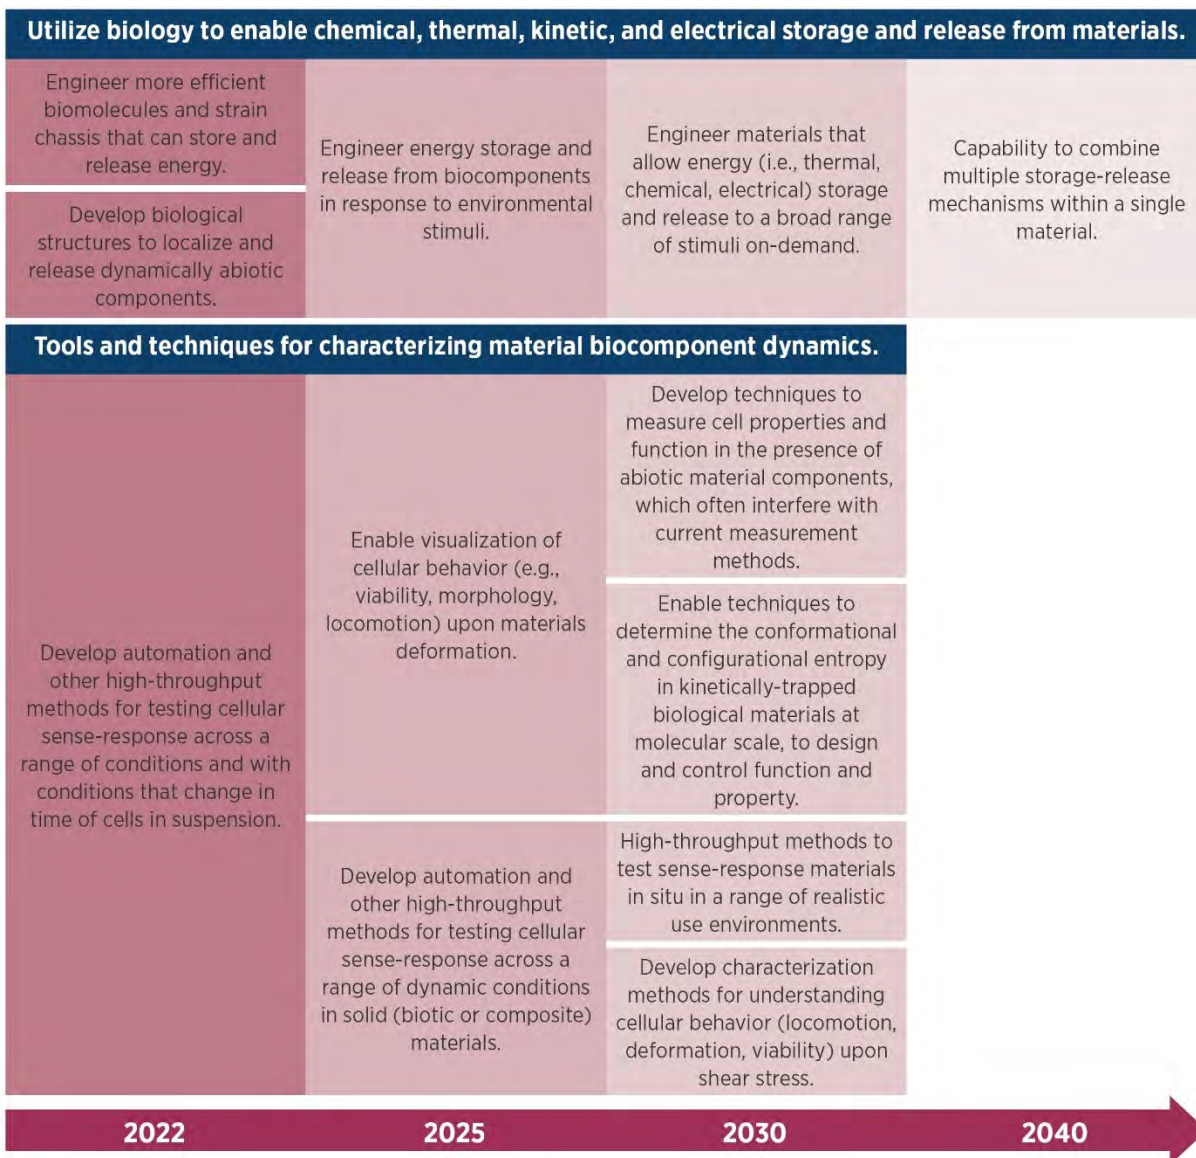 Utilize biology to enable chemical, thermal, kinetic, and electrical storage and release from materials.
Engineer more efficient
biomolecules and strain
chassis that can store and
release energy.
Develop biological
structures to localize and
release dynamically abiotic
components.
Engineer energy storage and
release from biocomponents
in response to environmental
stimuli.
Engineer materials that
allow energy (i.e., thermal,
chemical, electrical) storage
and release to a broad range
of stimuli on-demand.
Capability to combine
multiple storage-release
mechanisms within a single
material.
Tools and techniques for characterizing material biocomponent dynamics.
Develop automation and
other high-throughput
methods for testing cellular
sense-response across a
range of conditions and with
conditions that change in
time of cells in suspension.
Enable visualization of
cellular behavior (e.g.,
viability, morphology,
locomotion) upon materials
deformation.
Develop automation and
other high-throughput
methods for testing cellular
sense-response across a
range of dynamic conditions
in solid (biotic or composite)
materials.
Develop techniques to
measure cell properties and
function in the presence of
abiotic material components,
which often interfere with
current measurement
methods.
Enable techniques to
determine the conformational
and configurational entropy
in kinetically-trapped
biological materials at
molecular scale, to design
and control function and
property.
High-throughput methods to
test sense-response materials
in situ in a range of realistic
use environments.
Develop characterization
methods for understanding
cellular behavior (locomotion,
deformation, viability) upon
shear stress.
2022
2025
2030
2040